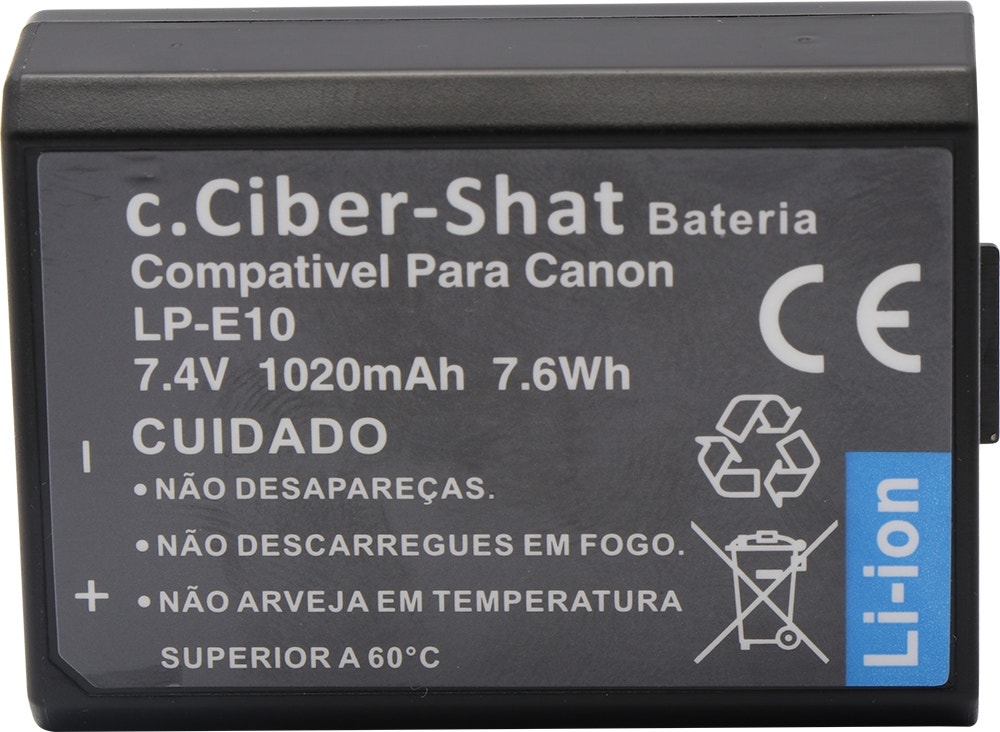 c.Ciber-Shat Bateria
Compativel Para Canon
LP-E10
7.4V 1020mAh 7.6Wh
CUIDADO
• NÃO DESAPAREÇAS.
• NÃO DESCARREGUES EM FOGO.
• NÃO ARVEJA EM TEMPERATURA
SUPERIOR A 60°C
- 
+
CE
Li-ion